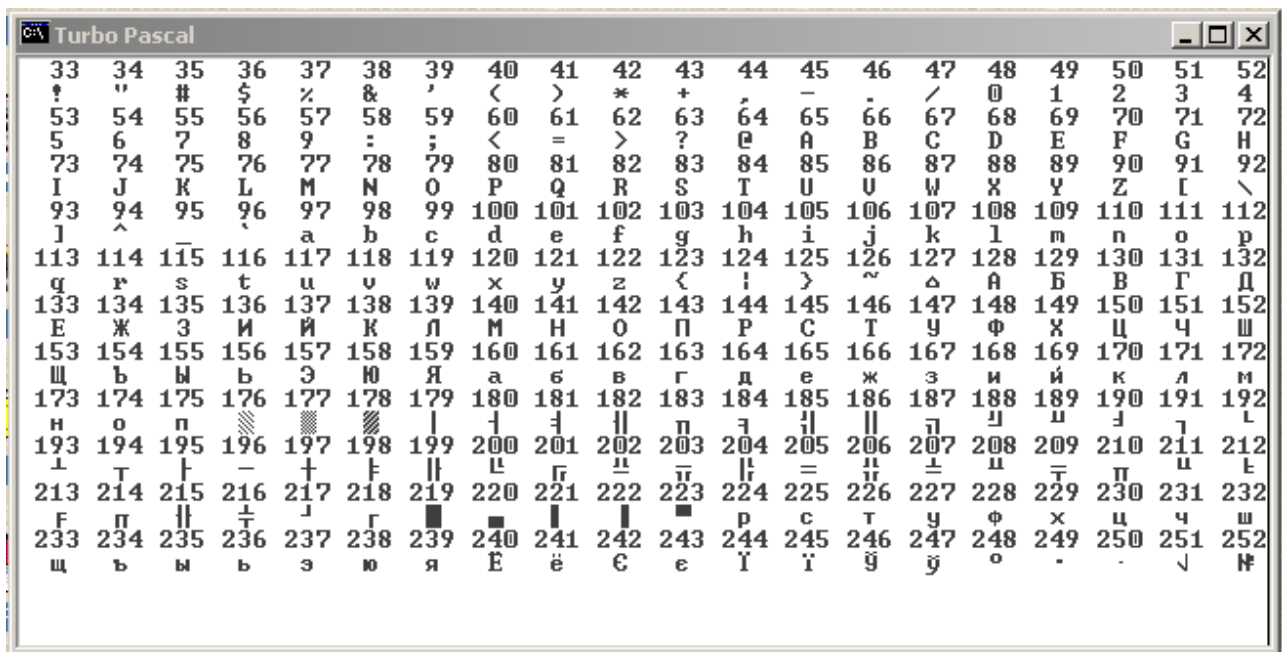 Turbo Pascal
33 34 35 36 37 38 39 40 41 42 43 44 45 46 47 48 49 50 51 52
! " # $ % & ' ( ) * + , - . / 0 1 2 3 4
53 54 55 56 57 58 59 60 61 62 63 64 65 66 67 68 69 70 71 72
5 6 7 8 9 : ; < = > ? @ A B C D E F G H
73 74 75 76 77 78 79 80 81 82 83 84 85 86 87 88 89 90 91 92
I J K L M N O P Q R S T U V W X Y Z [ \
93 94 95 96 97 98 99 100 101 102 103 104 105 106 107 108 109 110 111 112
] ^ _ ` a b c d e f g h i j k l m n o p
113 114 115 116 117 118 119 120 121 122 123 124 125 126 127 128 129 130 131 132
q r s t u v w x y z { ¦ } ~ ⌂ А Б В Г Д
133 134 135 136 137 138 139 140 141 142 143 144 145 146 147 148 149 150 151 152
Е Ж З И Й К Л М Н О П Р С Т У Ф Х Ц Ч Ш
153 154 155 156 157 158 159 160 161 162 163 164 165 166 167 168 169 170 171 172
Щ Ъ Ы Ь Э Ю Я а б в г д е ж з и й к л м
173 174 175 176 177 178 179 180 181 182 183 184 185 186 187 188 189 190 191 192
н о п ░ ▒ ▓ │ ┤ ╡ ╢ ╖ ╕ ╣ ║ ╗ ╝ ╜ ╛ ┐ └
193 194 195 196 197 198 199 200 201 202 203 204 205 206 207 208 209 210 211 212
┴ ┬ ├ ─ ┼ ╞ ╟ ╚ ╔ ╩ ╦ ╠ ═ ╬ ╧ ╨ ╤ ╥ ╙ ╘
213 214 215 216 217 218 219 220 221 222 223 224 225 226 227 228 229 230 231 232
╒ ╓ ╫ ╪ ┘ ┌ █ ▄ ▌ ▐ ▀ р с т у ф х ц ч ш
233 234 235 236 237 238 239 240 241 242 243 244 245 246 247 248 249 250 251 252
щ ъ ы ь э ю я Ё ё Є є Ї ї Ў ў ° ∙ · √ №